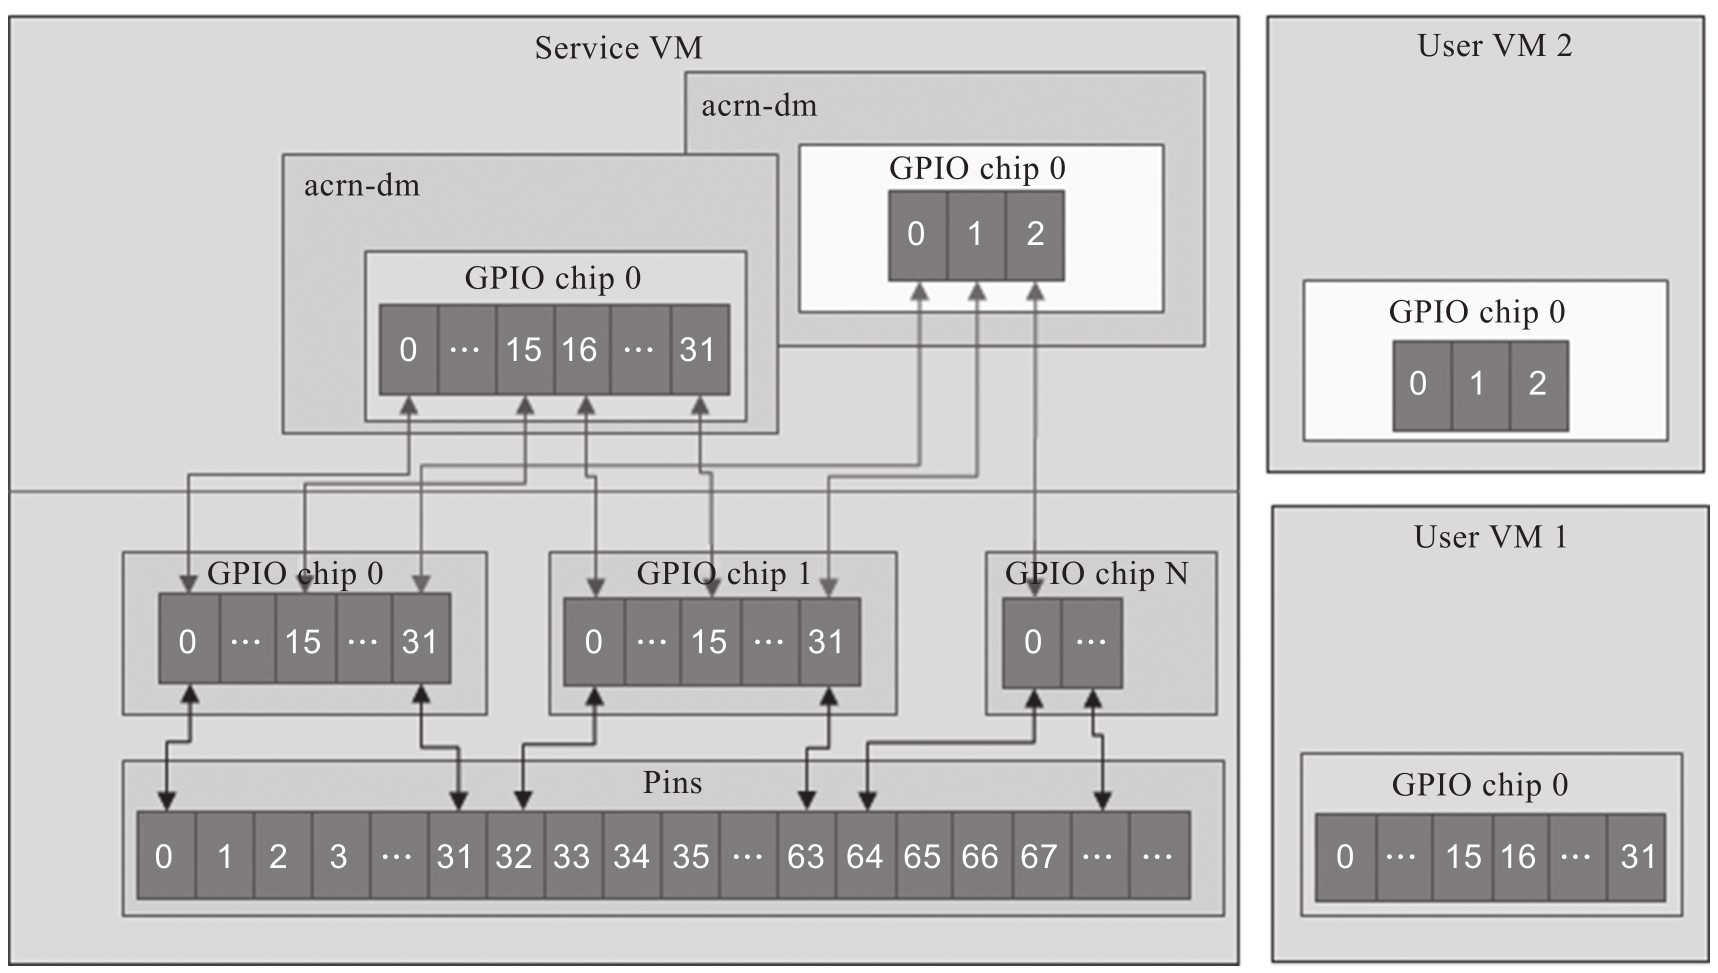 Service VM
acrn-dm
GPIO chip 0
0 1 2
acrn-dm
GPIO chip 0
0 ... 15 16 ... 31
GPIO chip 0
0 ... 15 ... 31
GPIO chip 1
0 ... 15 ... 31
GPIO chip N
0 ...
Pins
0 1 2 3 ... 31 32 33 34 35 ... 63 64 65 66 67 ... ...
User VM 2
GPIO chip 0
0 1 2
User VM 1
GPIO chip 0
0 ... 15 16 ... 31